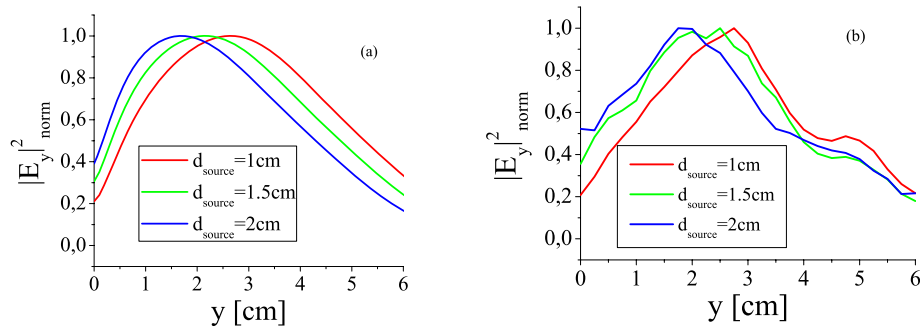 (a)
|E_y|²_norm
1,0
0,8
0,6
0,4
0,2
0,0
d_source=1cm
d_source=1.5cm
d_source=2cm
0 1 2 3 4 5 6
y [cm]
(b)
|E_y|²_norm
1,0
0,8
0,6
0,4
0,2
0,0
d_source=1cm
d_source=1.5cm
d_source=2cm
0 1 2 3 4 5 6
y [cm]